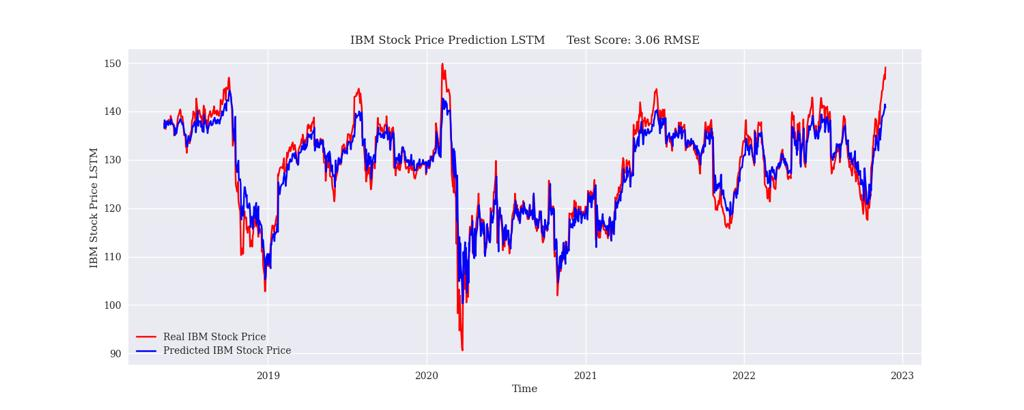 IBM Stock Price Prediction LSTM Test Score: 3.06 RMSE
150
140
130
120
110
100
90
IBM Stock Price LSTM
Real IBM Stock Price
Predicted IBM Stock Price
2019 2020 2021 2022 2023
Time